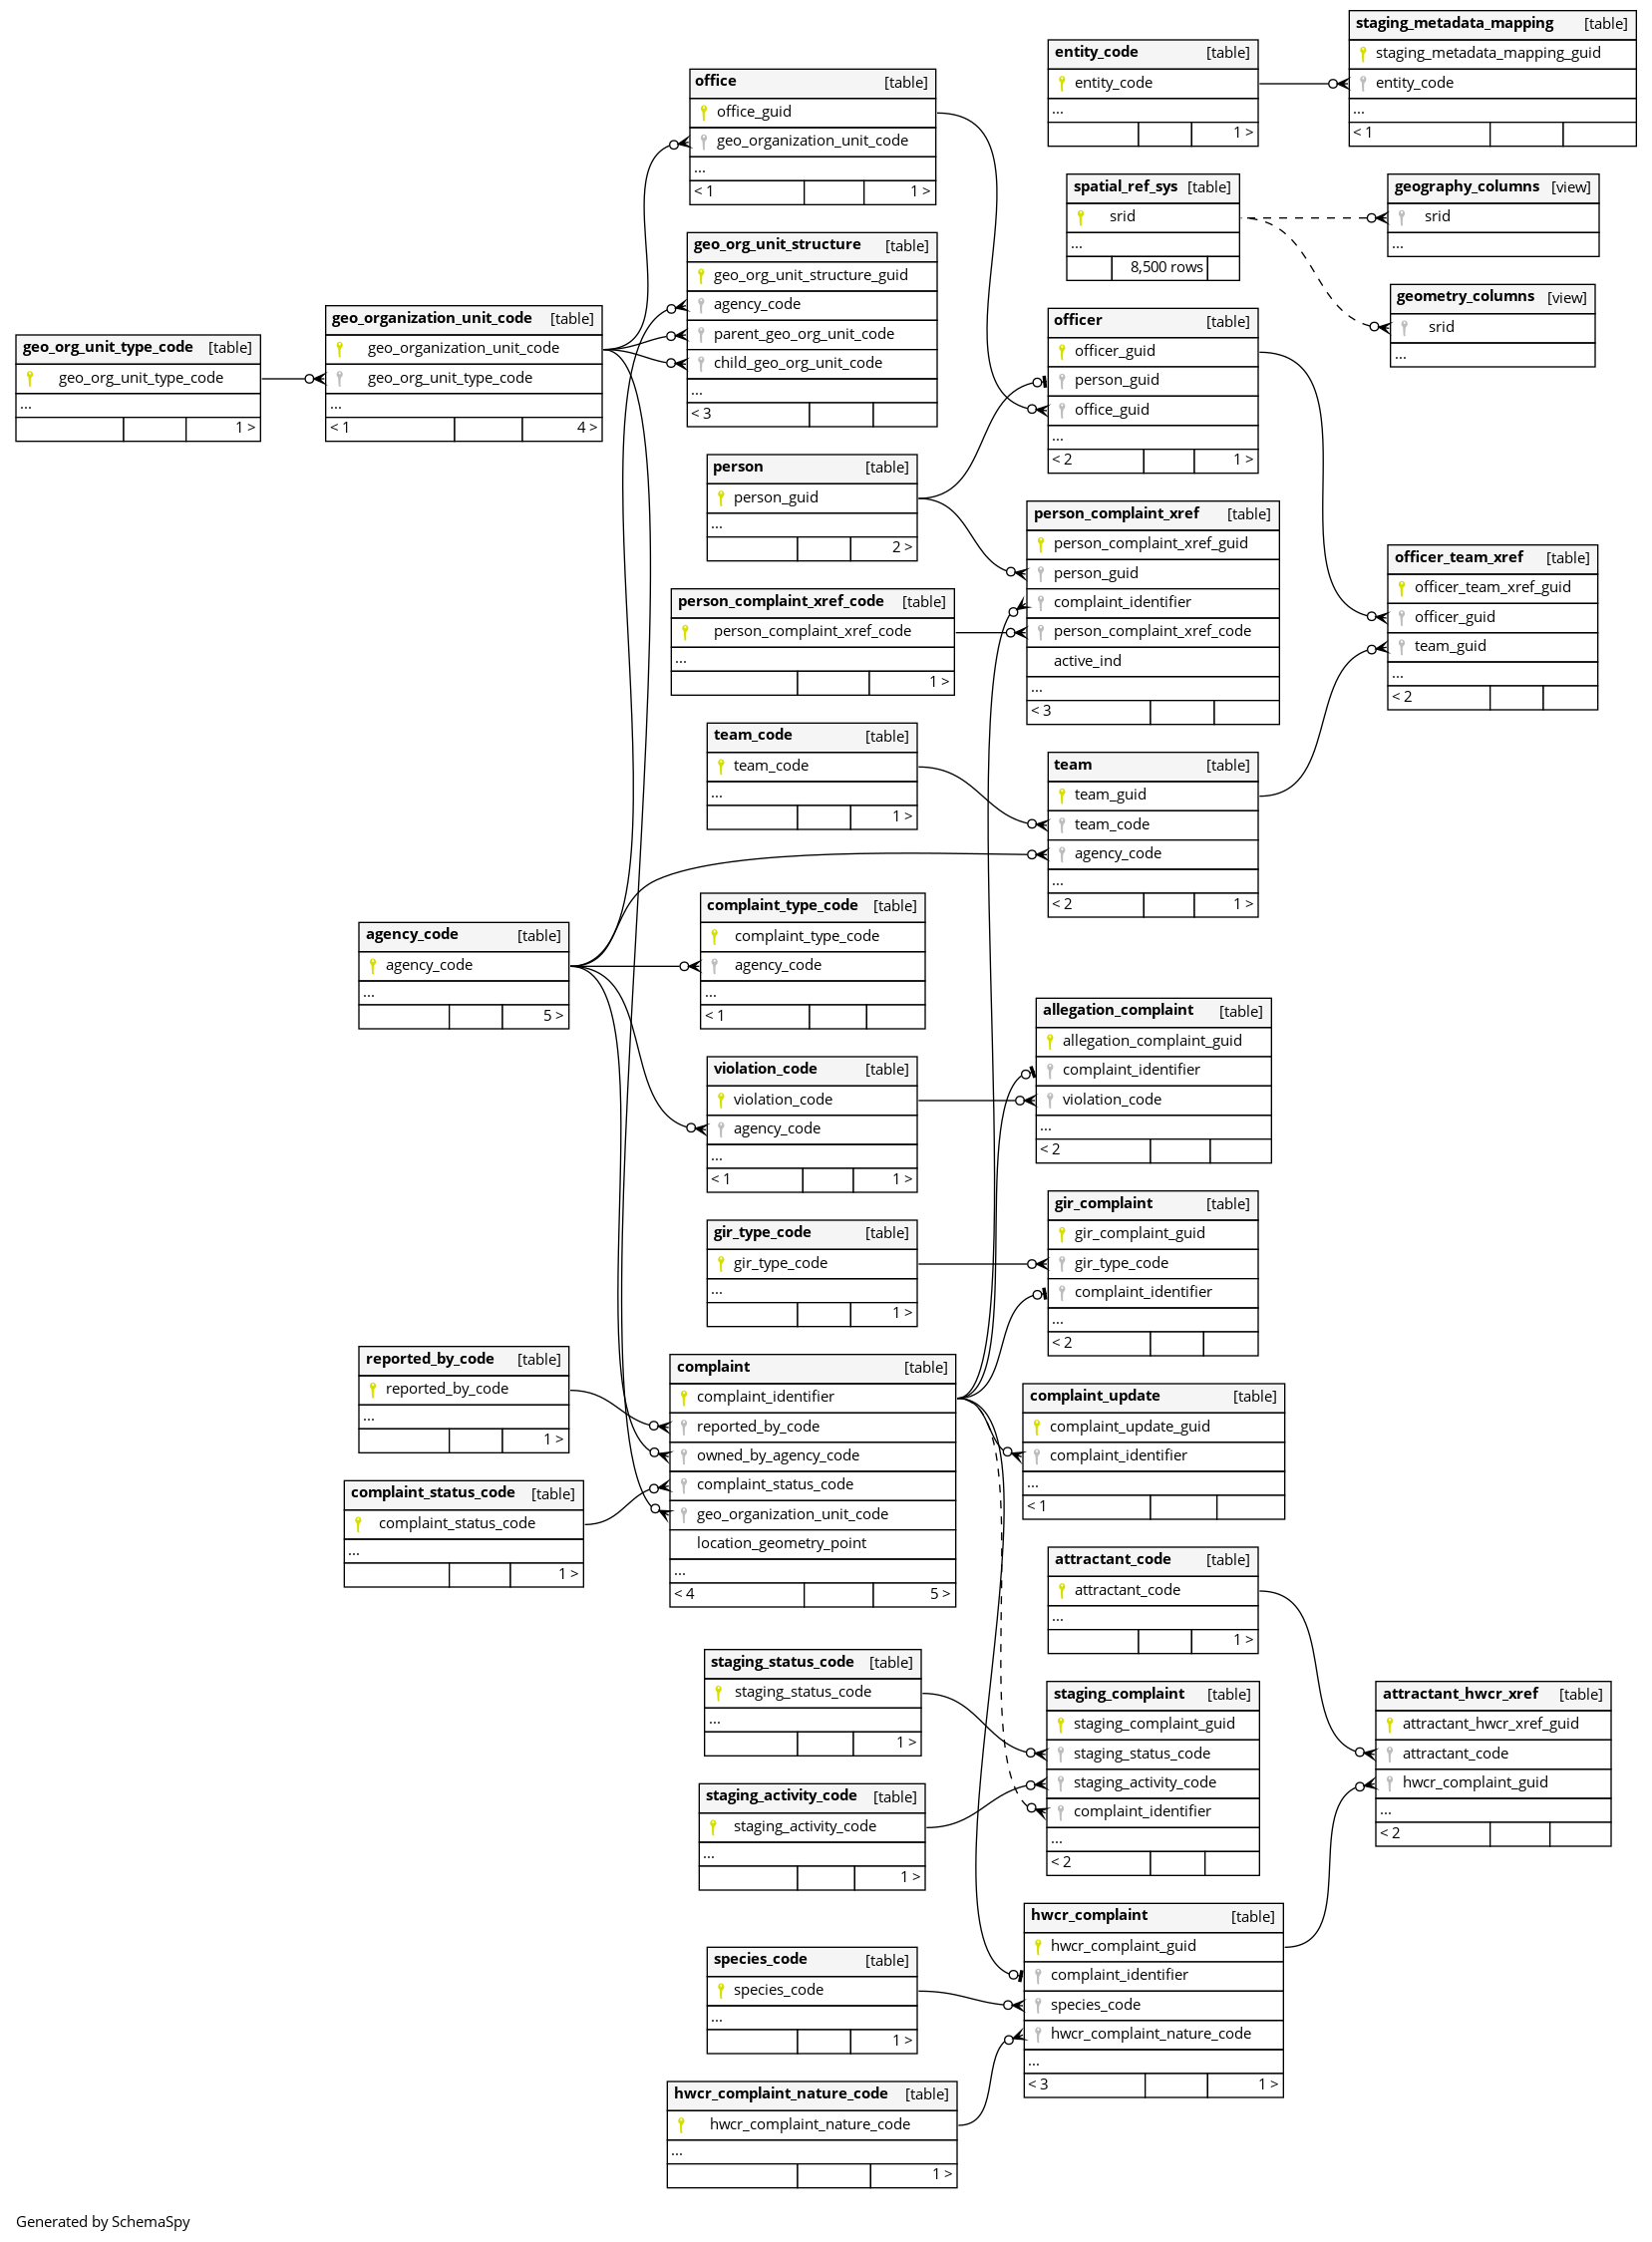 staging_metadata_mapping [table]
staging_metadata_mapping_guid
entity_code
...
< 1
entity_code [table]
entity_code
...
1 >
office [table]
office_guid
geo_organization_unit_code
...
< 1 1 >
spatial_ref_sys [table]
srid
...
8,500 rows
geography_columns [view]
srid
...
geo_org_unit_structure [table]
geo_org_unit_structure_guid
agency_code
parent_geo_org_unit_code
child_geo_org_unit_code
...
< 3
geometry_columns [view]
srid
...
geo_organization_unit_code [table]
geo_organization_unit_code
geo_org_unit_type_code
...
< 1 4 >
geo_org_unit_type_code [table]
geo_org_unit_type_code
...
1 >
officer [table]
officer_guid
person_guid
office_guid
...
< 2 1 >
person [table]
person_guid
...
2 >
person_complaint_xref [table]
person_complaint_xref_guid
person_guid
complaint_identifier
person_complaint_xref_code
active_ind
...
< 3
officer_team_xref [table]
officer_team_xref_guid
officer_guid
team_guid
...
< 2
person_complaint_xref_code [table]
person_complaint_xref_code
...
1 >
team_code [table]
team_code
...
1 >
team [table]
team_guid
team_code
agency_code
...
< 2 1 >
complaint_type_code [table]
complaint_type_code
agency_code
...
< 1
agency_code [table]
agency_code
...
5 >
allegation_complaint [table]
allegation_complaint_guid
complaint_identifier
violation_code
...
< 2
violation_code [table]
violation_code
agency_code
...
< 1 1 >
gir_complaint [table]
gir_complaint_guid
gir_type_code
complaint_identifier
...
< 2
gir_type_code [table]
gir_type_code
...
1 >
reported_by_code [table]
reported_by_code
...
1 >
complaint [table]
complaint_identifier
reported_by_code
owned_by_agency_code
complaint_status_code
geo_organization_unit_code
location_geometry_point
...
< 4 5 >
complaint_update [table]
complaint_update_guid
complaint_identifier
...
< 1
complaint_status_code [table]
complaint_status_code
...
1 >
attractant_code [table]
attractant_code
...
1 >
staging_status_code [table]
staging_status_code
...
1 >
staging_complaint [table]
staging_complaint_guid
staging_status_code
staging_activity_code
complaint_identifier
...
< 2
attractant_hwcr_xref [table]
attractant_hwcr_xref_guid
attractant_code
hwcr_complaint_guid
...
< 2
staging_activity_code [table]
staging_activity_code
...
1 >
hwcr_complaint [table]
hwcr_complaint_guid
complaint_identifier
species_code
hwcr_complaint_nature_code
...
< 3 1 >
species_code [table]
species_code
...
1 >
hwcr_complaint_nature_code [table]
hwcr_complaint_nature_code
...
1 >
Generated by SchemaSpy